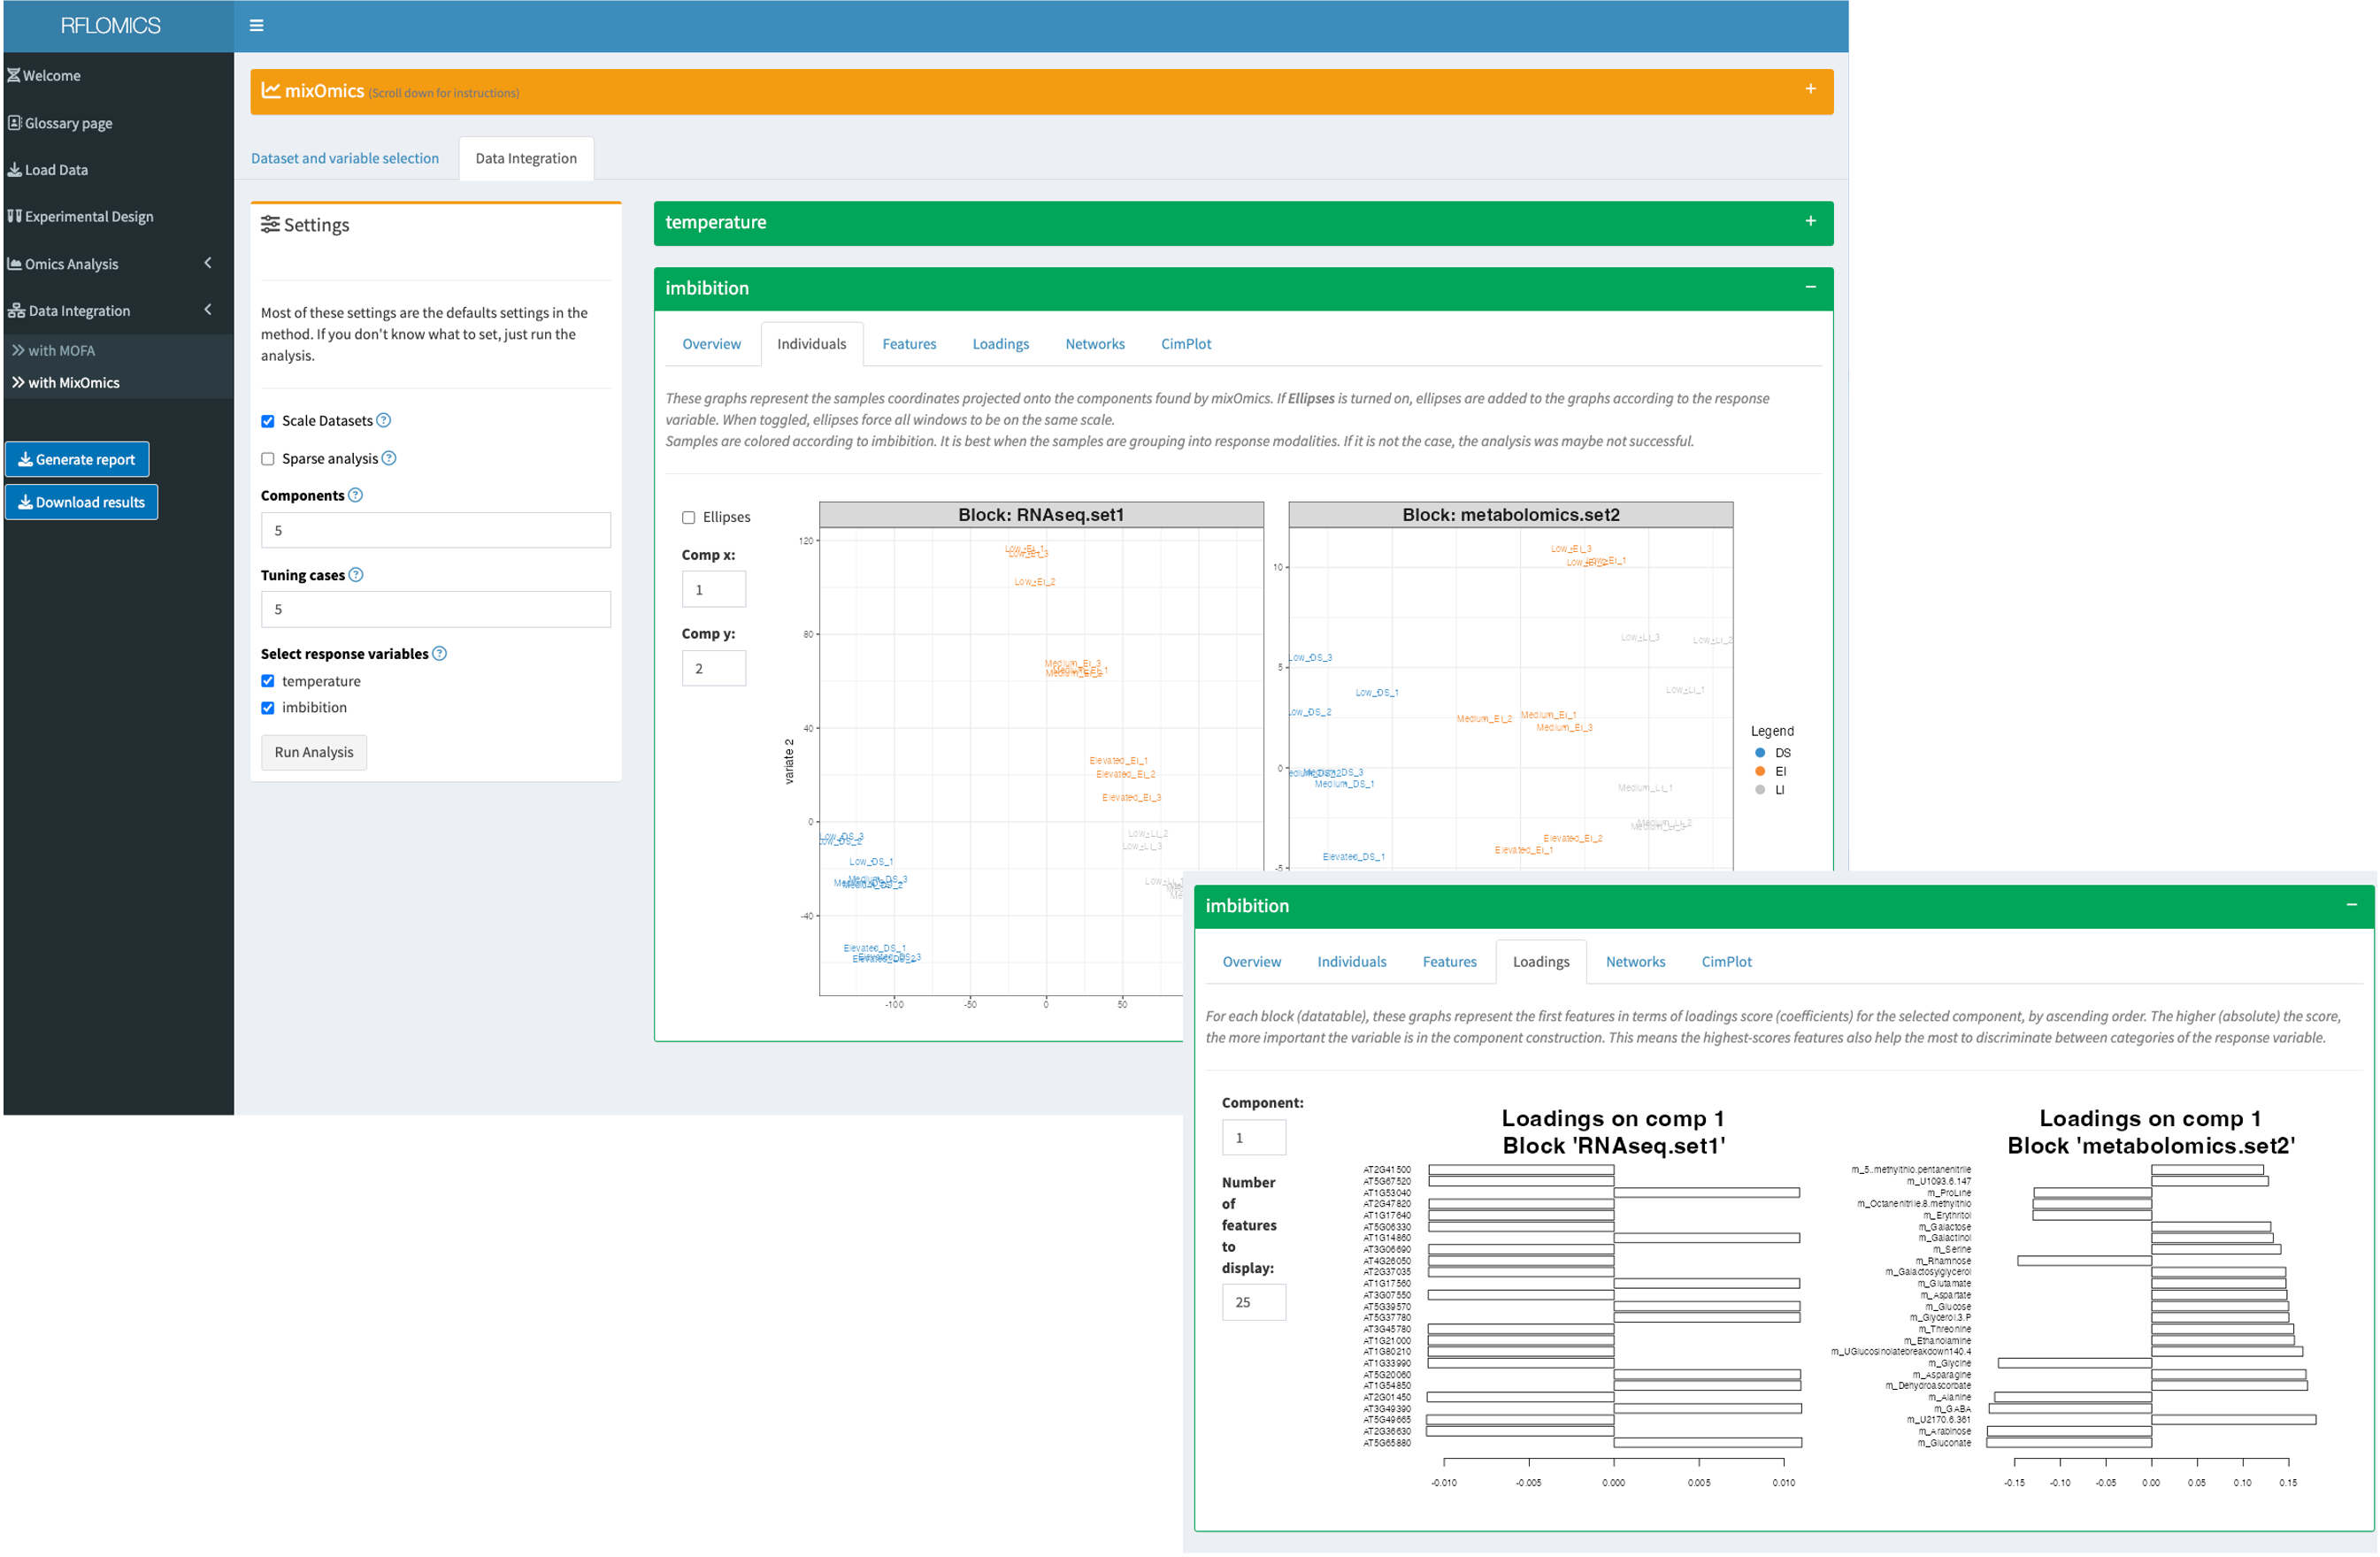 RFLOMICS
Welcome
Glossary page
Load Data
Experimental Design
Omics Analysis
Data Integration
with MOFA
with MixOmics
Generate report
Download results
mixOmics (Scroll down for instructions)
Dataset and variable selection
Data Integration
Settings
Most of these settings are the defaults settings in the
method. If you don't know what to set, just run the
analysis.
Scale Datasets
Sparse analysis
Components
5
Tuning cases
5
Select response variables
temperature
imbibition
Run Analysis
temperature
imbibition
Overview Individuals Features Loadings Networks CimPlot
These graphs represent the samples coordinates projected onto the components found by mixOmics. If Ellipses is turned on, ellipses are added to the graphs according to the response
variable. When toggled, ellipses force all windows to be on the same scale.
Samples are colored according to imbibition. It is best when the samples are grouping into response modalities. If it is not the case, the analysis was maybe not successful.
Ellipses
Comp x:
1
Comp y:
2
Block: RNAseq.set1
variate 2
120
80
40
0
-40
-100 -50 0 50
Low_EI_1
Low_EI_3
Low_EI_2
Medium_EI_3
Elevated_EI_1
Elevated_EI_2
Elevated_EI_3
Low_LI_2
Low_LI_3
Low_DS_3
Low_DS_1
Elevated_DS_1
Block: metabolomics.set2
10
5
0
-5
Low_EI_3
Low_LI_3
Low_LI_2
Low_DS_3
Low_DS_1
Low_LI_1
Low_DS_2
Medium_EI_2
Medium_EI_1
Medium_EI_3
Medium_DS_1
Medium_LI_1
Medium_LI_2
Elevated_EI_2
Elevated_EI_1
Elevated_DS_1
Legend
DS
EI
LI
imbibition
Overview Individuals Features Loadings Networks CimPlot
For each block (datatable), these graphs represent the first features in terms of loadings score (coefficients) for the selected component, by ascending order. The higher (absolute) the score,
the more important the variable is in the component construction. This means the highest-scores features also help the most to discriminate between categories of the response variable.
Component:
1
Number
of
features
to
display:
25
Loadings on comp 1
Block 'RNAseq.set1'
AT2G41500
AT5G67520
AT1G53040
AT2G47820
AT1G17640
AT5G06330
AT1G14860
AT3G06690
AT4G26050
AT2G37035
AT1G17560
AT3G07550
AT5G39570
AT5G37780
AT3G45780
AT1G21000
AT1G80210
AT1G33990
AT5G20060
AT1G54850
AT2G01450
AT3G49390
AT5G49665
AT2G36630
AT5G65880
-0.010 -0.005 0.000 0.005 0.010
Loadings on comp 1
Block 'metabolomics.set2'
m_5..methylthio.pentanenitrile
m_U1093.6.147
m_ProLine
m_Octanenitrile.8.methylthio
m_Erythritol
m_Galactose
m_Galactinol
m_Serine
m_Rhamnose
m_Galactosylglycerol
m_Glutamate
m_Aspartate
m_Glucose
m_Glycerol.3.P
m_Threonine
m_Ethanolamine
m_UGlucosinolatebreakdown140.4
m_Glycine
m_Asparagine
m_Dehydroascorbate
m_Alanine
m_GABA
m_U2170.6.361
m_Arabinose
m_Gluconate
-0.15 -0.10 -0.05 0.00 0.05 0.10 0.15